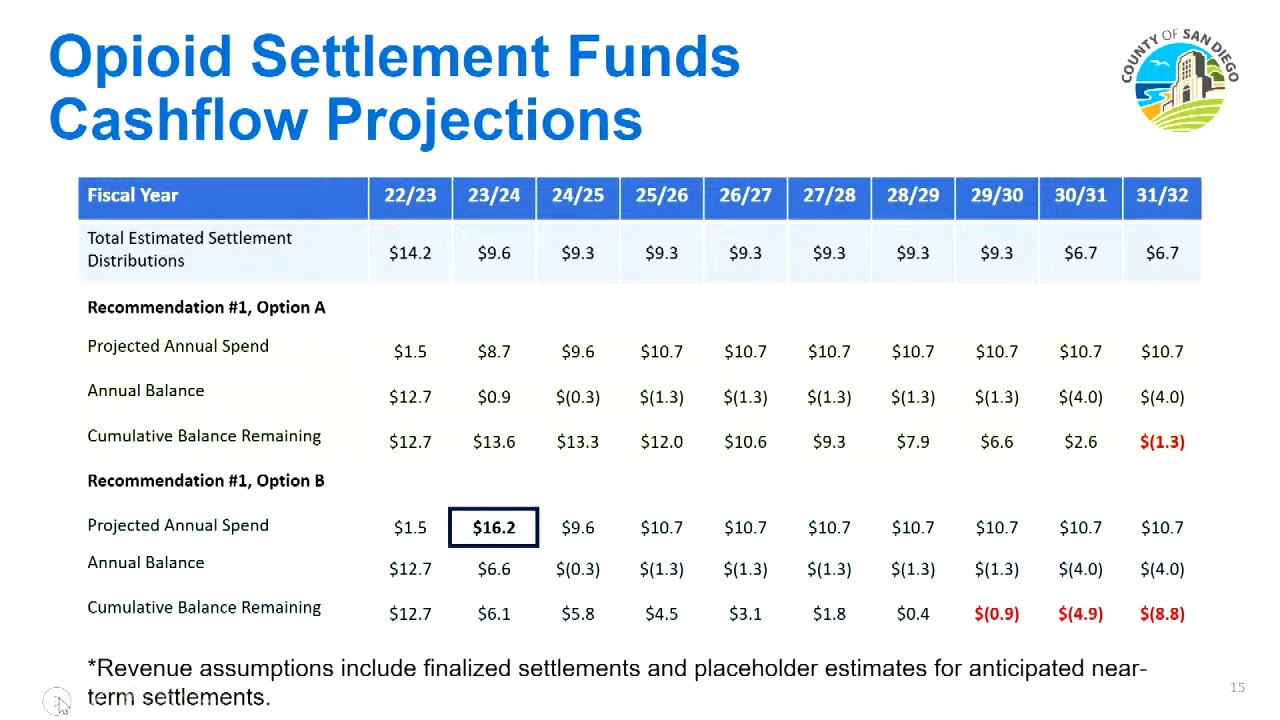 Opioid Settlement Funds
Cashflow Projections
COUNTY OF SAN DIEGO
Fiscal Year 22/23 23/24 24/25 25/26 26/27 27/28 28/29 29/30 30/31 31/32
Total Estimated Settlement
Distributions $14.2 $9.6 $9.3 $9.3 $9.3 $9.3 $9.3 $9.3 $6.7 $6.7
Recommendation #1, Option A
Projected Annual Spend $1.5 $8.7 $9.6 $10.7 $10.7 $10.7 $10.7 $10.7 $10.7 $10.7
Annual Balance $12.7 $0.9 $(0.3) $(1.3) $(1.3) $(1.3) $(1.3) $(1.3) $(4.0) $(4.0)
Cumulative Balance Remaining $12.7 $13.6 $13.3 $12.0 $10.6 $9.3 $7.9 $6.6 $2.6 $(1.3)
Recommendation #1, Option B
Projected Annual Spend $1.5 $16.2 $9.6 $10.7 $10.7 $10.7 $10.7 $10.7 $10.7 $10.7
Annual Balance $12.7 $6.6 $(0.3) $(1.3) $(1.3) $(1.3) $(1.3) $(1.3) $(4.0) $(4.0)
Cumulative Balance Remaining $12.7 $6.1 $5.8 $4.5 $3.1 $1.8 $0.4 $(0.9) $(4.9) $(8.8)
*Revenue assumptions include finalized settlements and placeholder estimates for anticipated near-
term settlements.
15